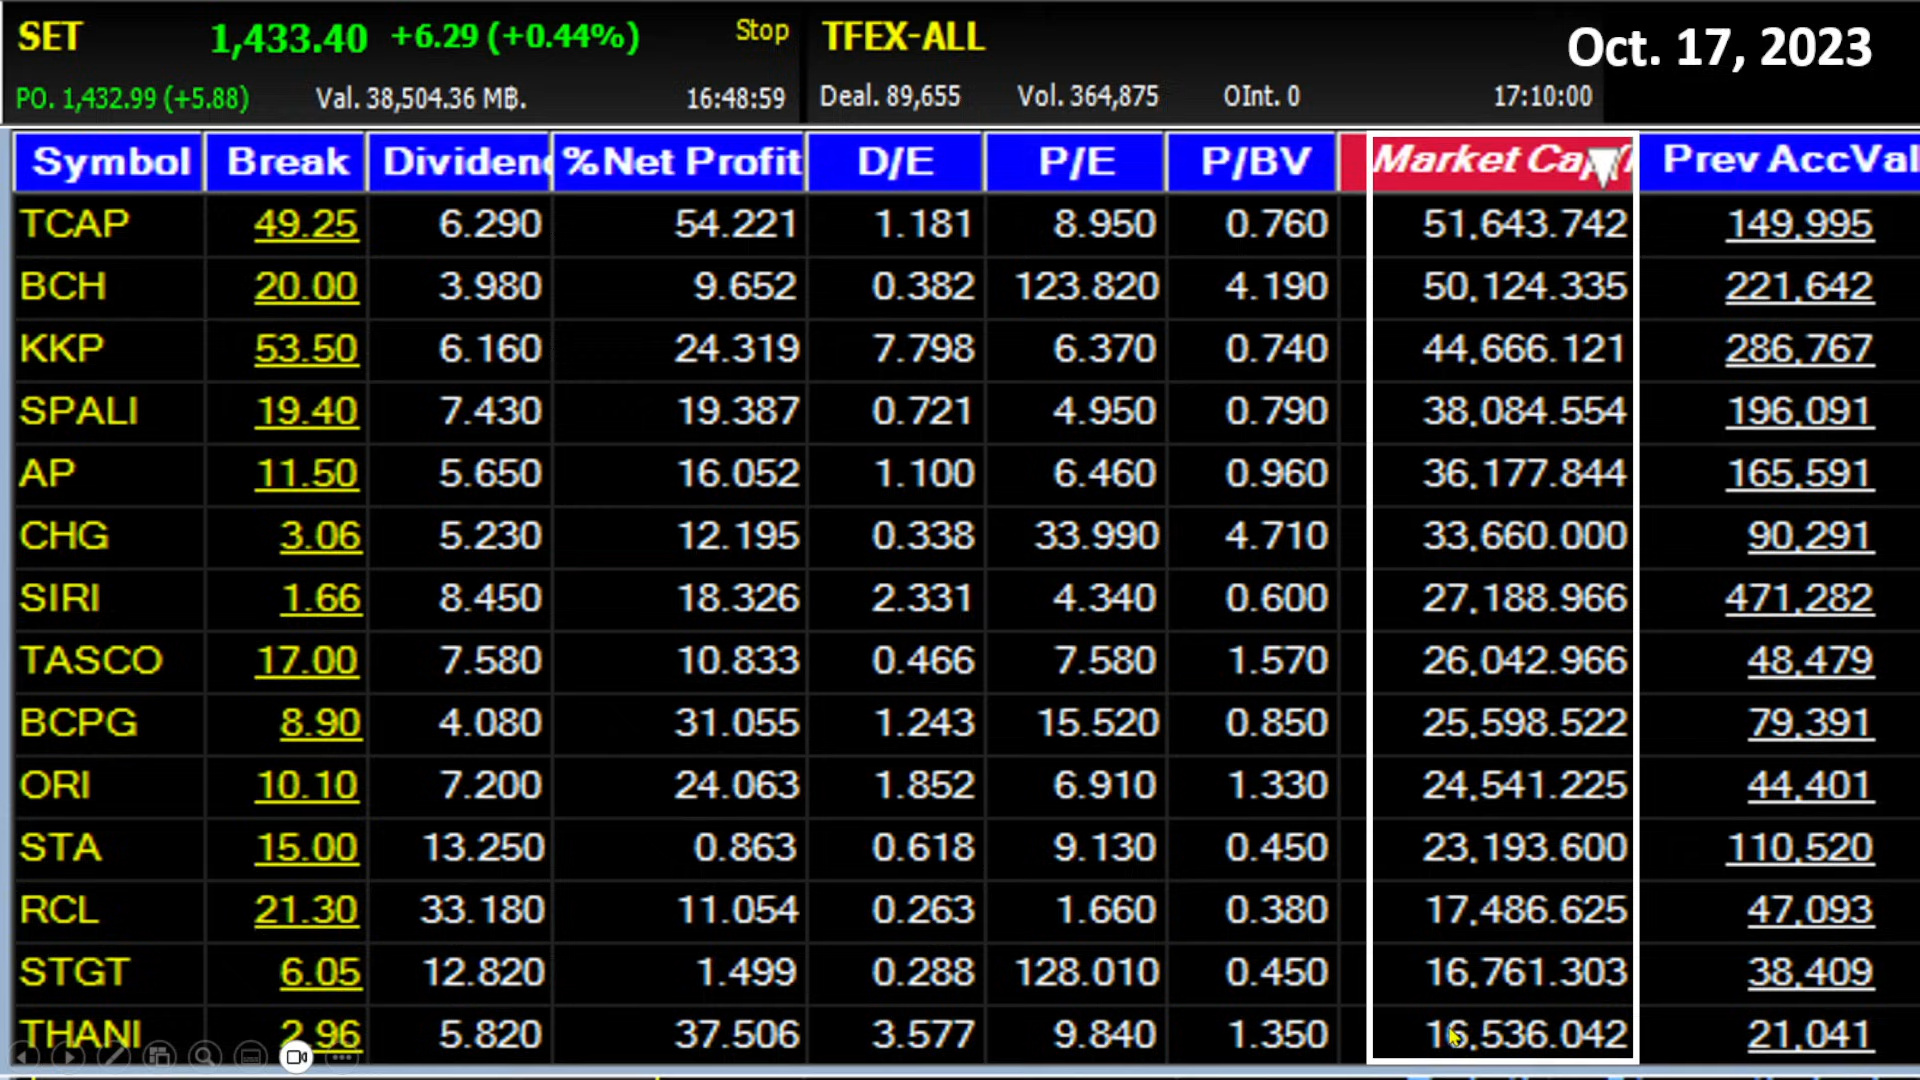 SET 1,433.40 +6.29 (+0.44%) Stop TFEX-ALL Oct. 17, 2023
PO. 1,432.99 (+5.88) Val. 38,504.36 M฿. 16:48:59 Deal. 89,655 Vol. 364,875 OInt. 0 17:10:00
Symbol Break Dividend %Net Profit D/E P/E P/BV Market Cap Prev AccVal
TCAP 49.25 6.290 54.221 1.181 8.950 0.760 51,643.742 149,995
BCH 20.00 3.980 9.652 0.382 123.820 4.190 50,124.335 221,642
KKP 53.50 6.160 24.319 7.798 6.370 0.740 44,666.121 286,767
SPALI 19.40 7.430 19.387 0.721 4.950 0.790 38,084.554 196,091
AP 11.50 5.650 16.052 1.100 6.460 0.960 36,177.844 165,591
CHG 3.06 5.230 12.195 0.338 33.990 4.710 33,660.000 90,291
SIRI 1.66 8.450 18.326 2.331 4.340 0.600 27,188.966 471,282
TASCO 17.00 7.580 10.833 0.466 7.580 1.570 26,042.966 48,479
BCPG 8.90 4.080 31.055 1.243 15.520 0.850 25,598.522 79,391
ORI 10.10 7.200 24.063 1.852 6.910 1.330 24,541.225 44,401
STA 15.00 13.250 0.863 0.618 9.130 0.450 23,193.600 110,520
RCL 21.30 33.180 11.054 0.263 1.660 0.380 17,486.625 47,093
STGT 6.05 12.820 1.499 0.288 128.010 0.450 16,761.303 38,409
THANI 2.96 5.820 37.506 3.577 9.840 1.350 16,536.042 21,041